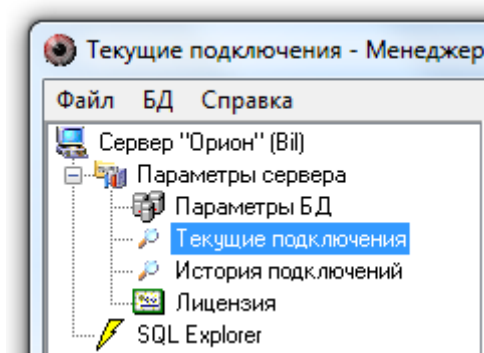 Текущие подключения - Менеджер
Файл БД Справка
Сервер "Орион" (Bil)
Параметры сервера
Параметры БД
Текущие подключения
История подключений
Лицензия
SQL Explorer